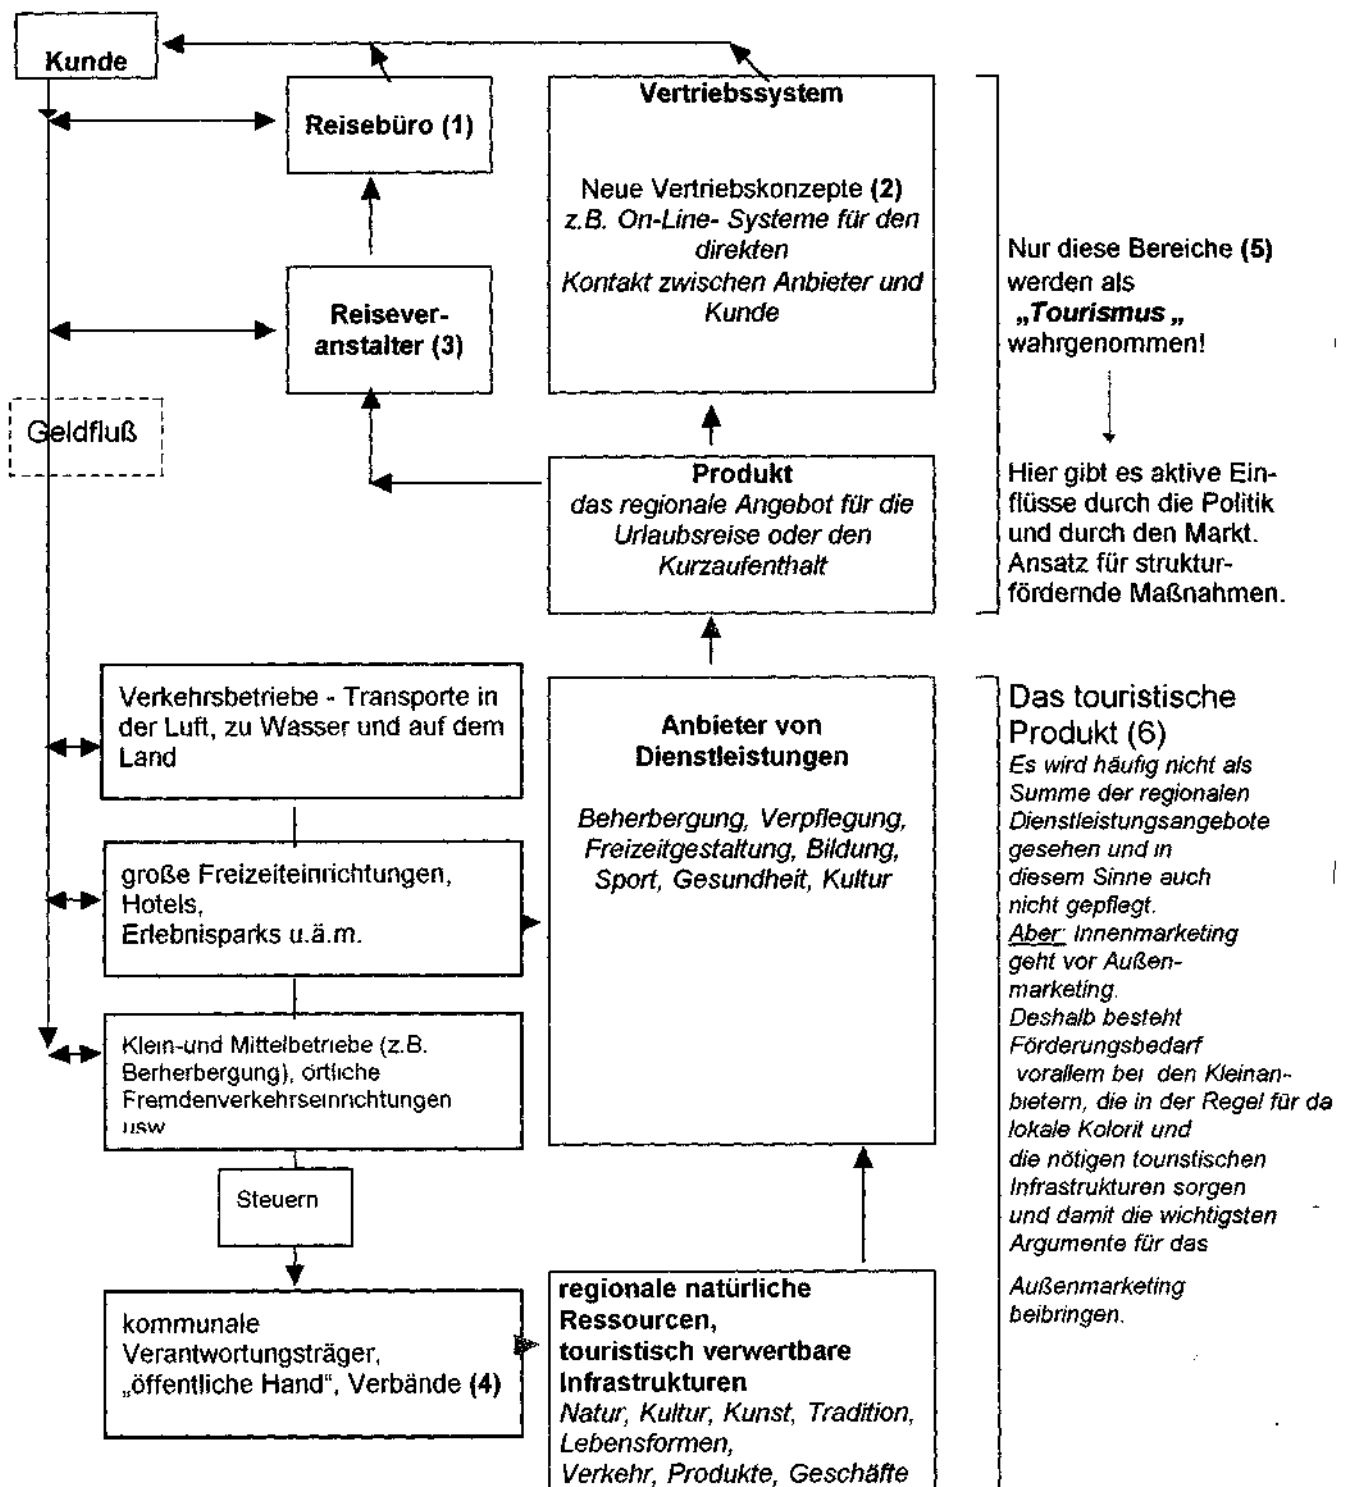 Kunde
Reisebüro (1)
Vertriebssystem
Neue Vertriebskonzepte (2)
z.B. On-Line- Systeme für den
direkten
Kontakt zwischen Anbieter und
Kunde
Reisever-
anstalter (3)
Nur diese Bereiche (5)
werden als
„Tourismus „
wahrgenommen!
Geldfluß
Produkt
das regionale Angebot für die
Urlaubsreise oder den
Kurzaufenthalt
Hier gibt es aktive Ein-
flüsse durch die Politik
und durch den Markt.
Ansatz für struktur-
fördernde Maßnahmen.
Verkehrsbetriebe - Transporte in
der Luft, zu Wasser und auf dem
Land
große Freizeiteinrichtungen,
Hotels,
Erlebnisparks u.ä.m.
Klein-und Mittelbetriebe (z.B.
Berherbergung), örtliche
Fremdenverkehrseinrichtungen
usw
Steuern
kommunale
Verantwortungsträger,
„öffentliche Hand“, Verbände (4)
Anbieter von
Dienstleistungen
Beherbergung, Verpflegung,
Freizeitgestaltung, Bildung,
Sport, Gesundheit, Kultur
regionale natürliche
Ressourcen,
touristisch verwertbare
Infrastrukturen
Natur, Kultur, Kunst, Tradition,
Lebensformen,
Verkehr, Produkte, Geschäfte
Das touristische
Produkt (6)
Es wird häufig nicht als
Summe der regionalen
Dienstleistungsangebote
gesehen und in
diesem Sinne auch
nicht gepflegt.
Aber: Innenmarketing
geht vor Außen-
marketing.
Deshalb besteht
Förderungsbedarf
vorallem bei den Kleinan-
bietern, die in der Regel für da
lokale Kolorit und
die nötigen touristischen
Infrastrukturen sorgen
und damit die wichtigsten
Argumente für das
Außenmarketing
beibringen.